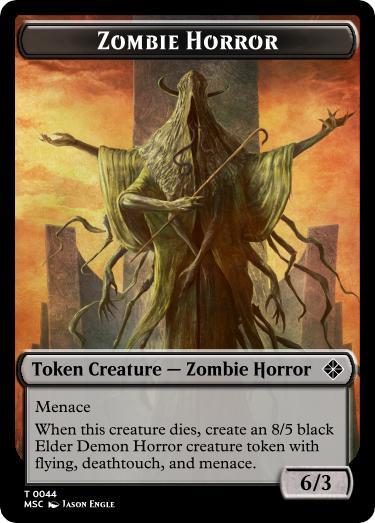 Zombie Horror
Token Creature — Zombie Horror
Menace
When this creature dies, create an 8/5 black
Elder Demon Horror creature token with
flying, deathtouch, and menace.
6/3
T 0044
MSC Jason Engle